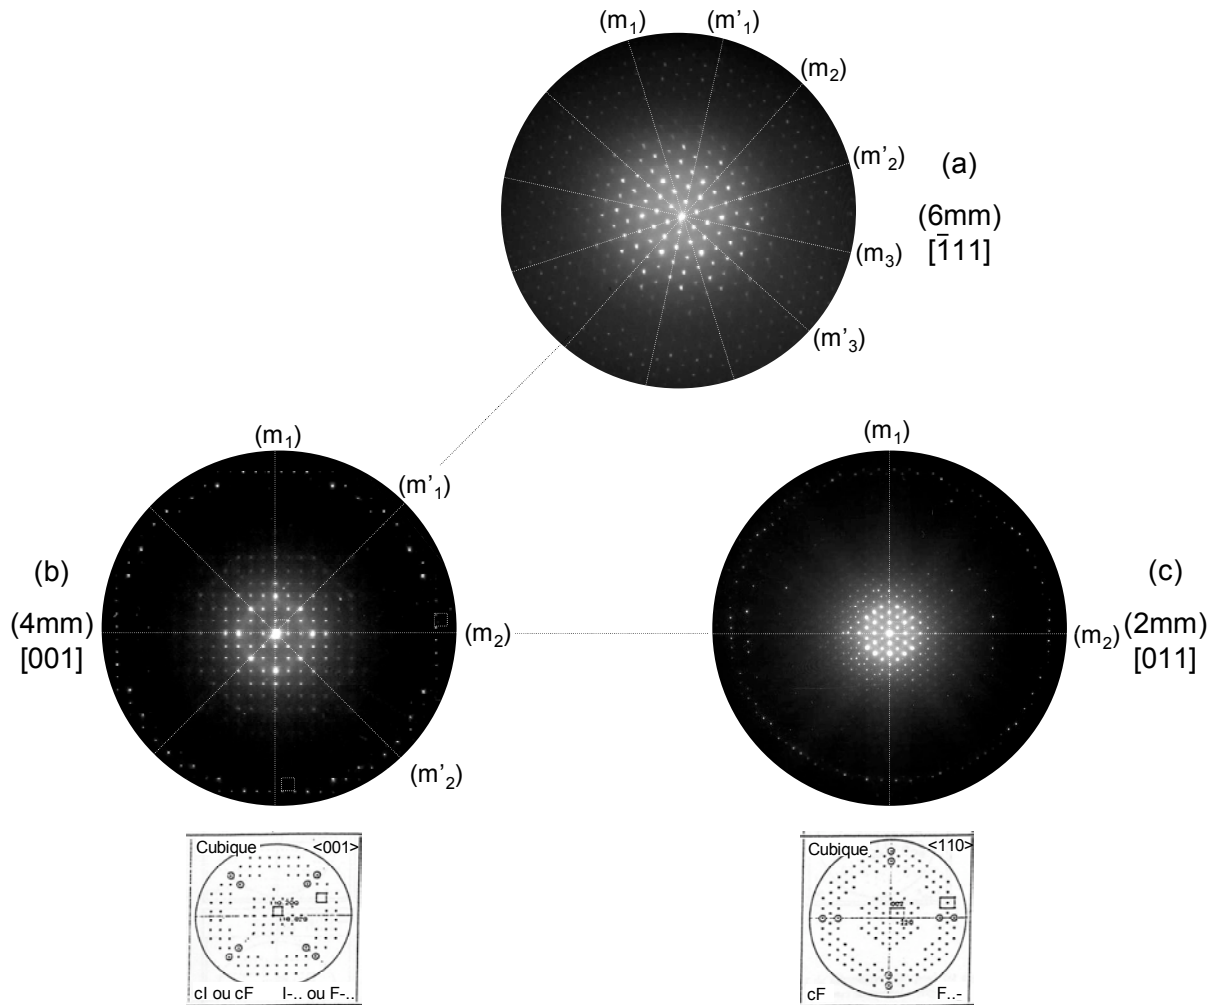 (m₁)
(m'₁)
(m₂)
(m'₂)
(a)
(6mm)
[1̄11]
(m₃)
(m'₃)
(m₁)
(m'₁)
(b)
(4mm)
[001]
(m₂)
(m'₂)
(m₁)
(c)
(m₂)
(2mm)
[011]
Cubique <001>
cI ou cF I-.. ou F-..
Cubique <110>
cF F..-